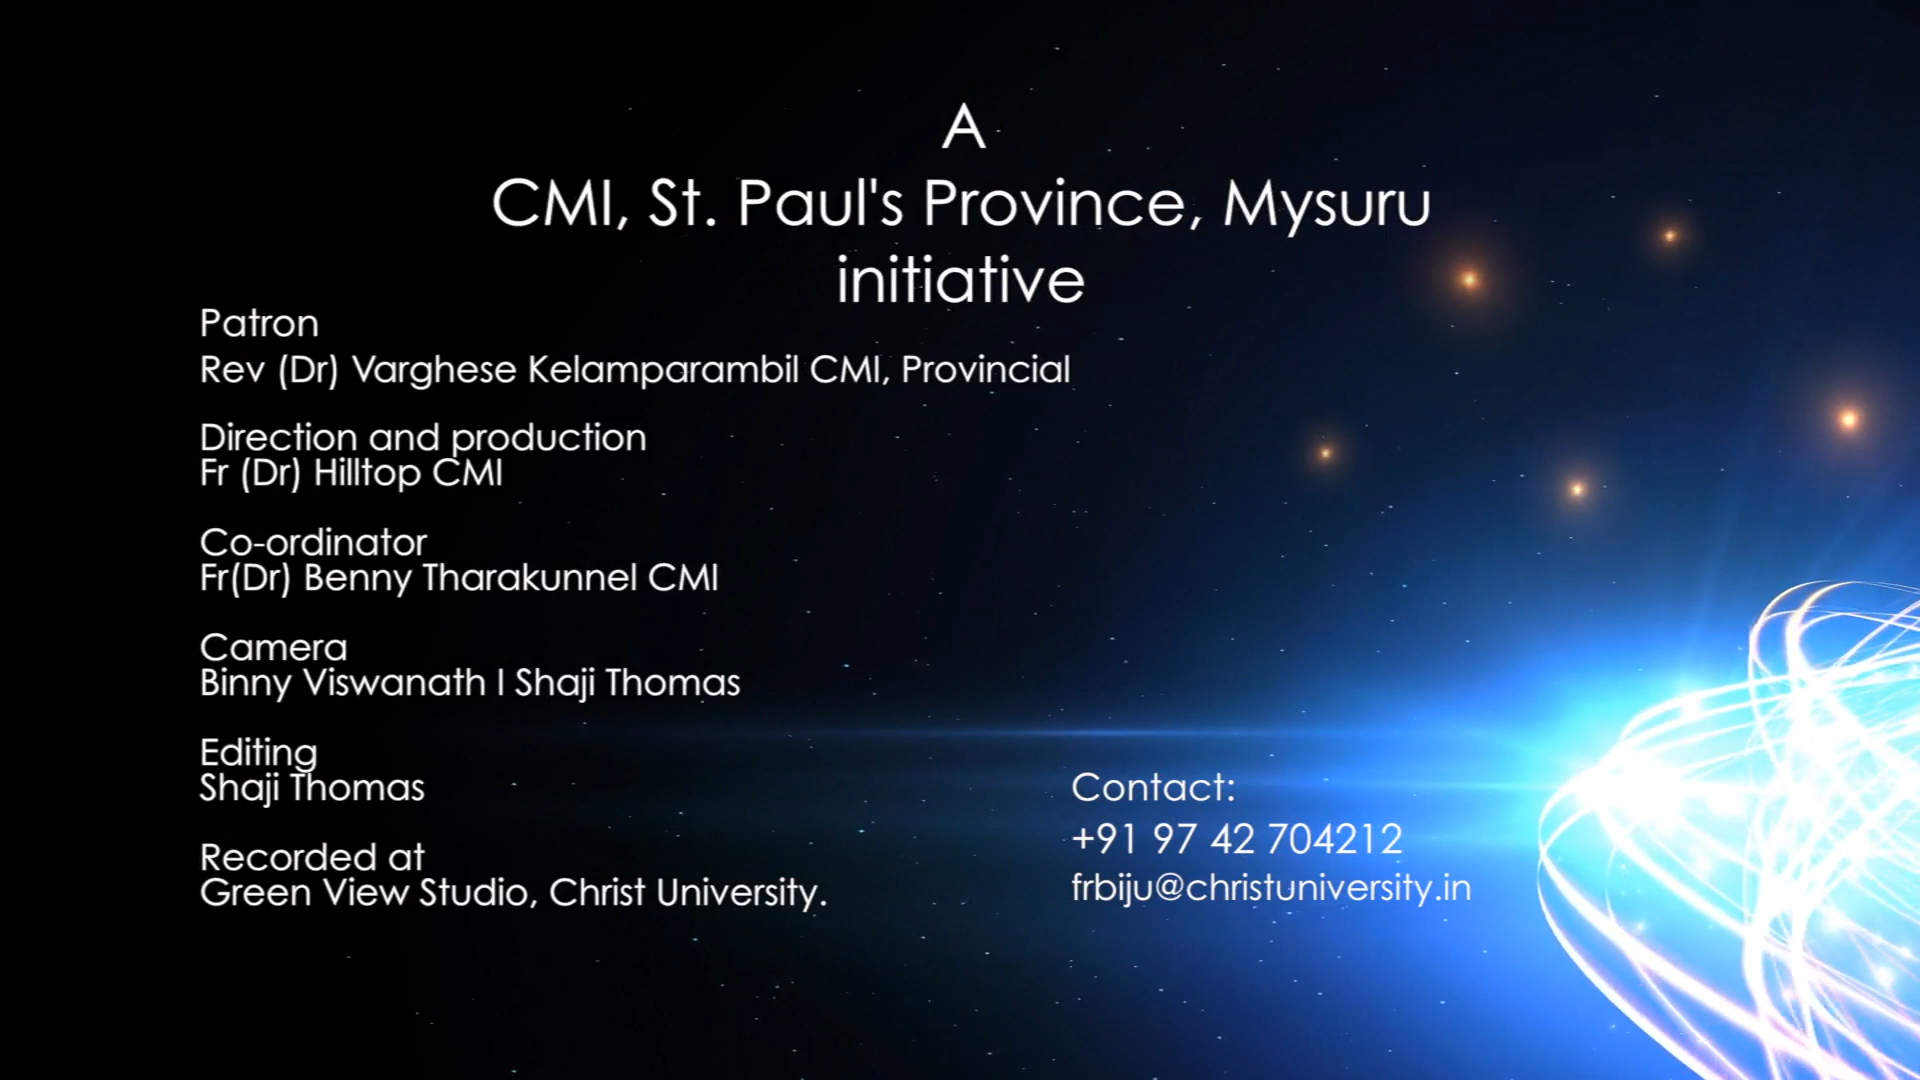 A
CMI, St. Paul's Province, Mysuru
initiative
Patron
Rev (Dr) Varghese Kelamparambil CMI, Provincial
Direction and production
Fr (Dr) Hilltop CMI
Co-ordinator
Fr(Dr) Benny Tharakunnel CMI
Camera
Binny Viswanath I Shaji Thomas
Editing
Shaji Thomas
Recorded at
Green View Studio, Christ University.
Contact:
+91 97 42 704212
frbiju@christuniversity.in